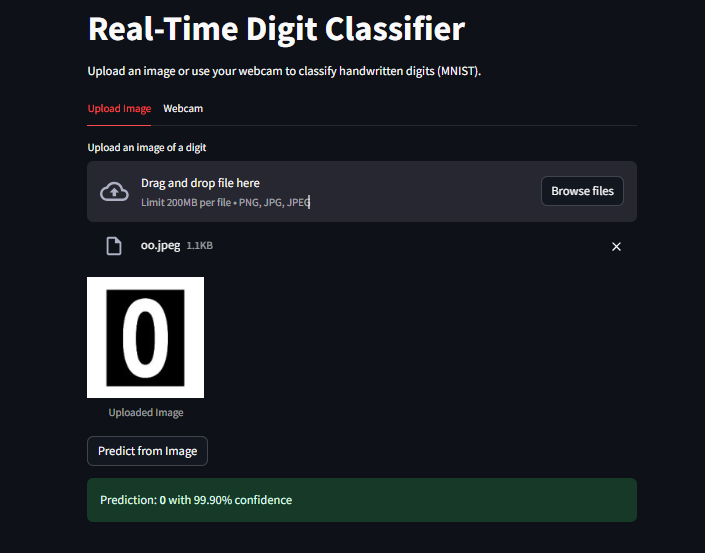 Real-Time Digit Classifier
Upload an image or use your webcam to classify handwritten digits (MNIST).
Upload Image Webcam
Upload an image of a digit
Drag and drop file here
Limit 200MB per file • PNG, JPG, JPEG
Browse files
oo.jpeg 1.1KB
0
Uploaded Image
Predict from Image
Prediction: 0 with 99.90% confidence